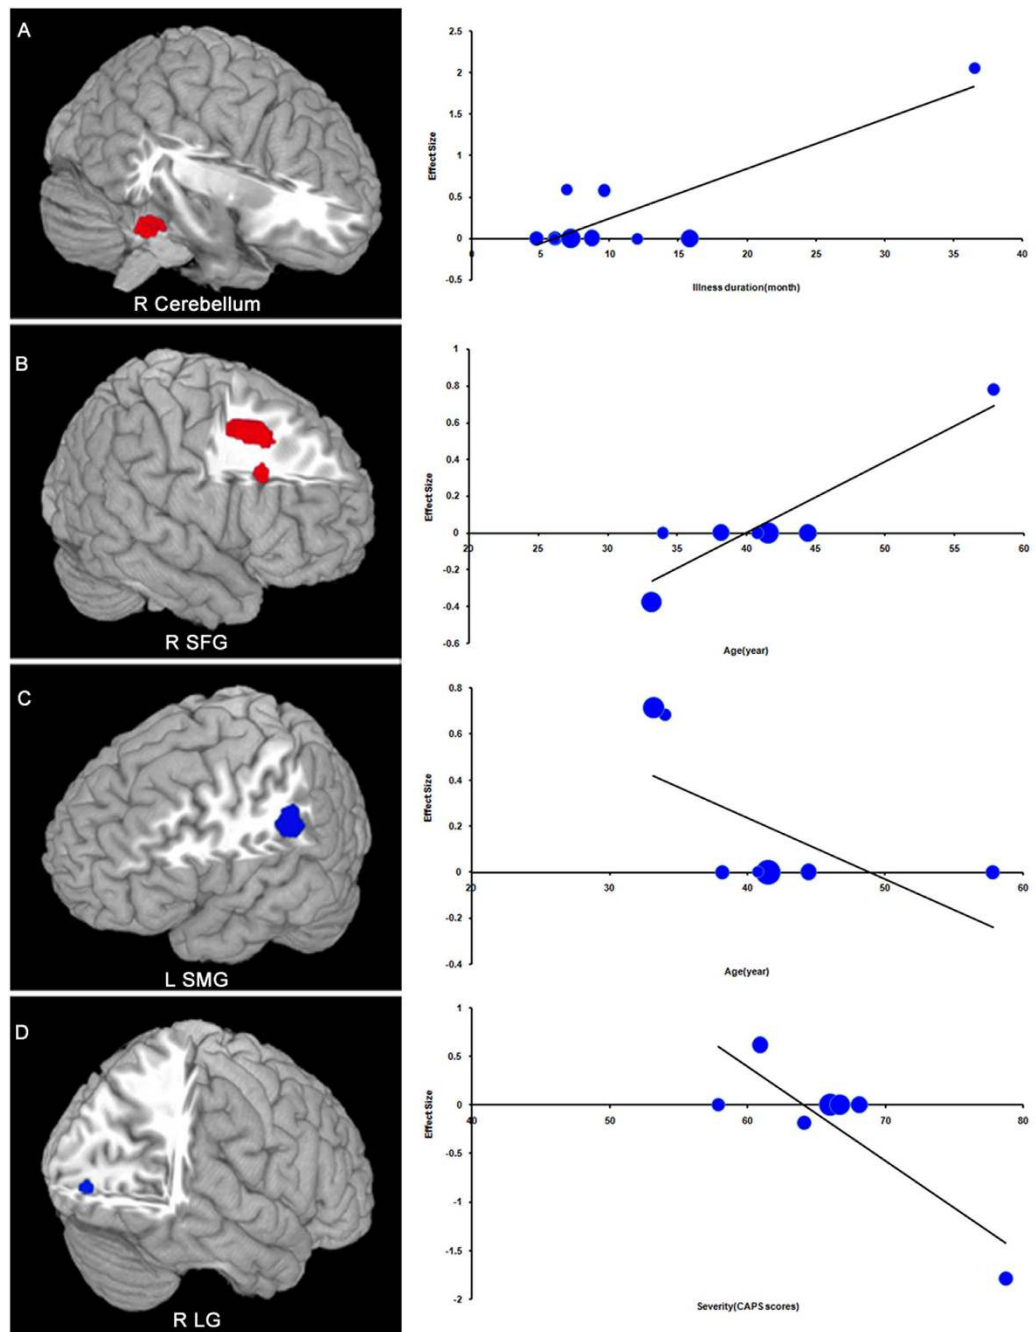 A
R Cerebellum
2.5
2
1.5
1
0.5
0
-0.5
0 5 10 15 20 25 30 35 40
Effect Size
Illness duration(month)
B
R SFG
1
0.8
0.6
0.4
0.2
0
-0.2
-0.4
-0.6
20 25 30 35 40 45 50 55 60
Effect Size
Age(year)
C
L SMG
0.8
0.6
0.4
0.2
0
-0.2
-0.4
20 30 40 50 60
Effect Size
Age(year)
D
R LG
1
0.5
0
-0.5
-1
-1.5
-2
40 50 60 70 80
Effect Size
Severity(CAPS scores)